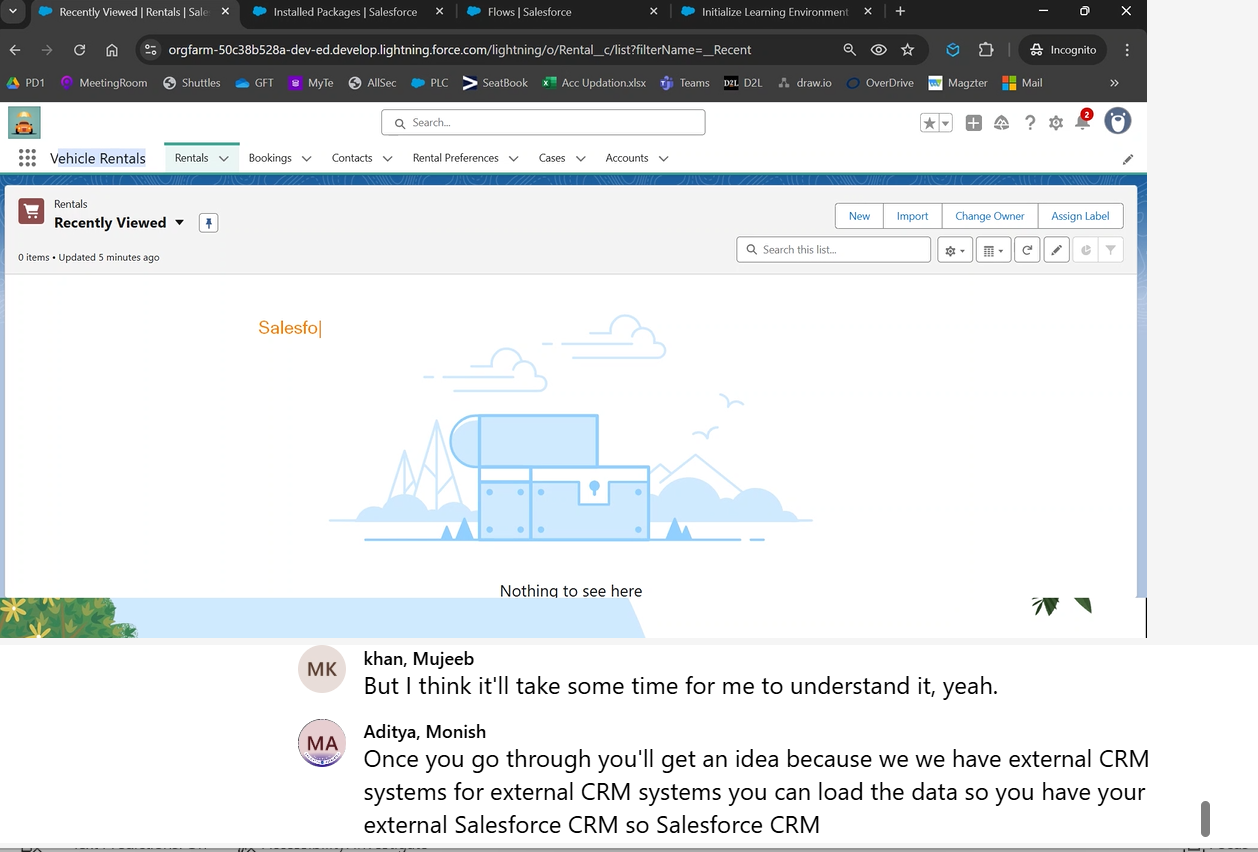 Recently Viewed | Rentals | Sale
Installed Packages | Salesforce
Flows | Salesforce
Initialize Learning Environment
orgfarm-50c38b528a-dev-ed.develop.lightning.force.com/lightning/o/Rental__c/list?filterName=__Recent
Incognito
PD1 MeetingRoom Shuttles GFT MyTe AllSec PLC SeatBook Acc Updation.xlsx Teams D2L D2L draw.io OverDrive Magzter Mail
Search...
2
Vehicle Rentals Rentals Bookings Contacts Rental Preferences Cases Accounts
Rentals
Recently Viewed
New Import Change Owner Assign Label
0 items • Updated 5 minutes ago
Search this list...
Salesfo
Nothing to see here
MK
khan, Mujeeb
But I think it'll take some time for me to understand it, yeah.
MA
Aditya, Monish
Once you go through you'll get an idea because we we have external CRM
systems for external CRM systems you can load the data so you have your
external Salesforce CRM so Salesforce CRM